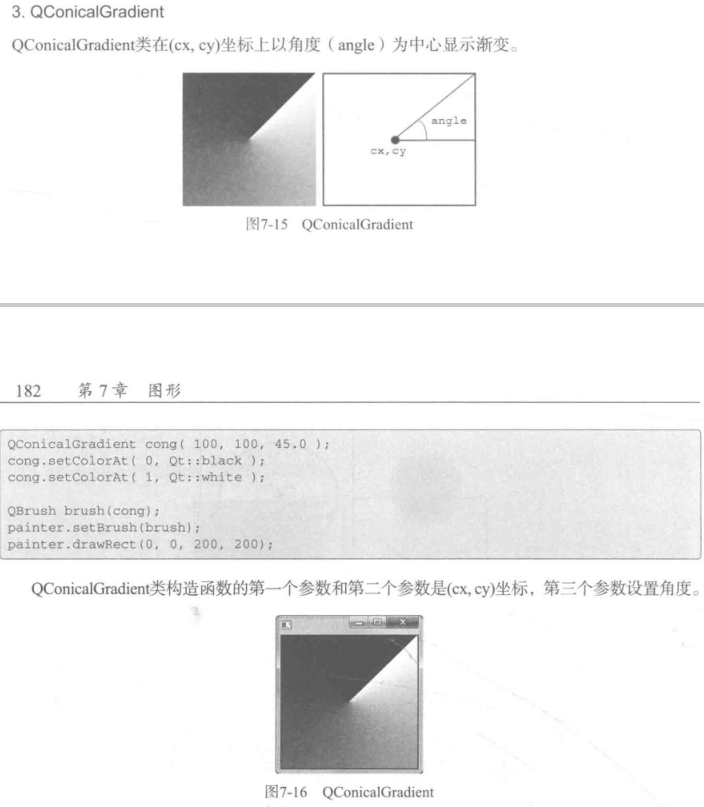 3. QConicalGradient
QConicalGradient类在(cx, cy)坐标上以角度（angle）为中心显示渐变。
angle
cx,cy
图7-15 QConicalGradient
182 第 7 章 图形
QConicalGradient cong( 100, 100, 45.0 );
cong.setColorAt( 0, Qt::black );
cong.setColorAt( 1, Qt::white );
QBrush brush(cong);
painter.setBrush(brush);
painter.drawRect(0, 0, 200, 200);
QConicalGradient类构造函数的第一个参数和第二个参数是(cx, cy)坐标，第三个参数设置角度。
图7-16 QConicalGradient